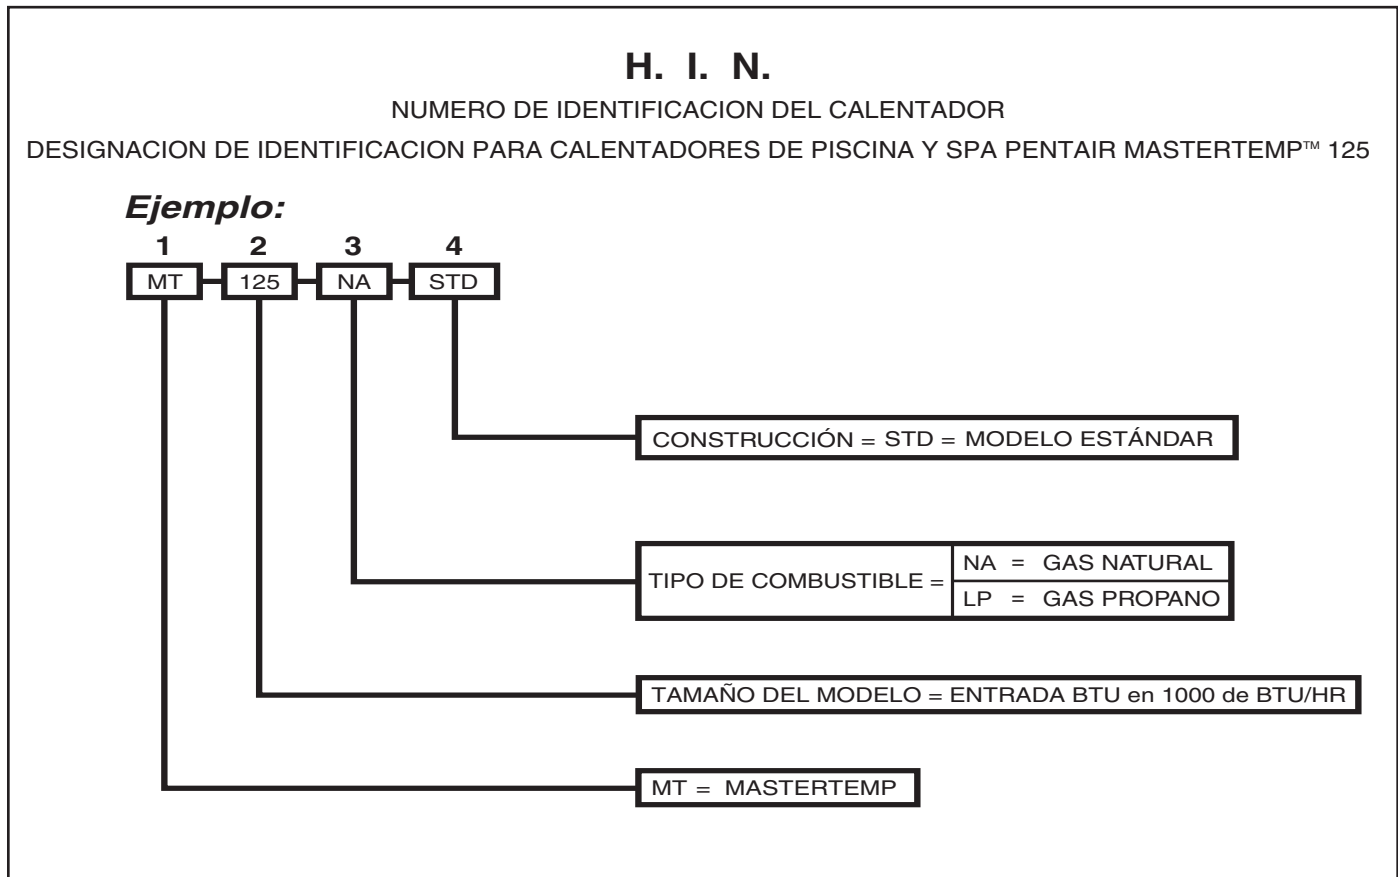 H. I. N.
NUMERO DE IDENTIFICACION DEL CALENTADOR
DESIGNACION DE IDENTIFICACION PARA CALENTADORES DE PISCINA Y SPA PENTAIR MASTERTEMP™ 125
Ejemplo:
1 2 3 4
MT 125 NA STD
CONSTRUCCIÓN = STD = MODELO ESTÁNDAR
TIPO DE COMBUSTIBLE =
NA = GAS NATURAL
LP = GAS PROPANO
TAMAÑO DEL MODELO = ENTRADA BTU en 1000 de BTU/HR
MT = MASTERTEMP